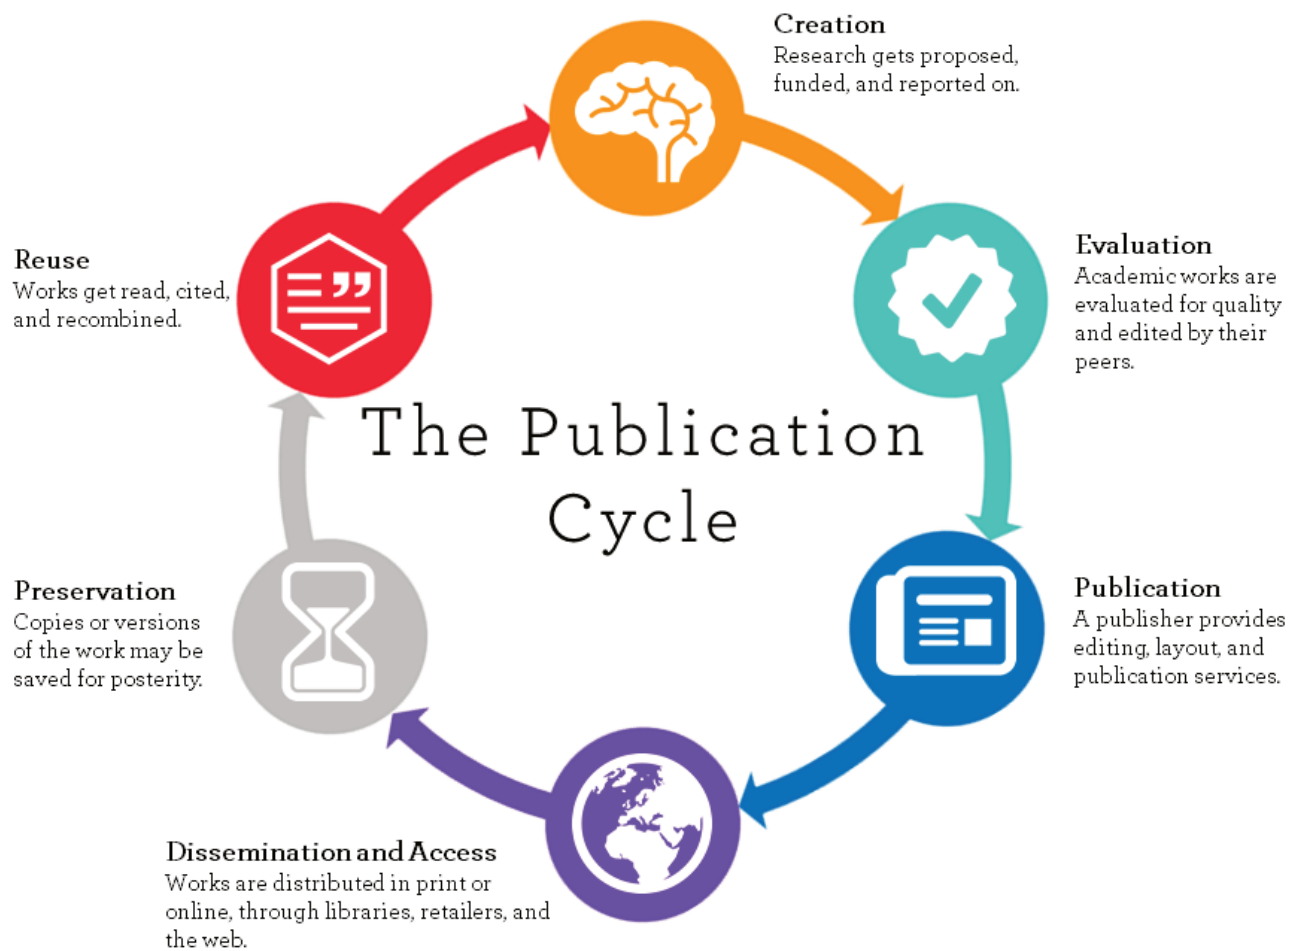 Creation
Research gets proposed,
funded, and reported on.
Evaluation
Academic works are
evaluated for quality
and edited by their
peers.
Publication
A publisher provides
editing, layout, and
publication services.
Dissemination and Access
Works are distributed in print or
online, through libraries, retailers, and
the web.
Preservation
Copies or versions
of the work may be
saved for posterity.
Reuse
Works get read, cited,
and recombined.
The Publication
Cycle